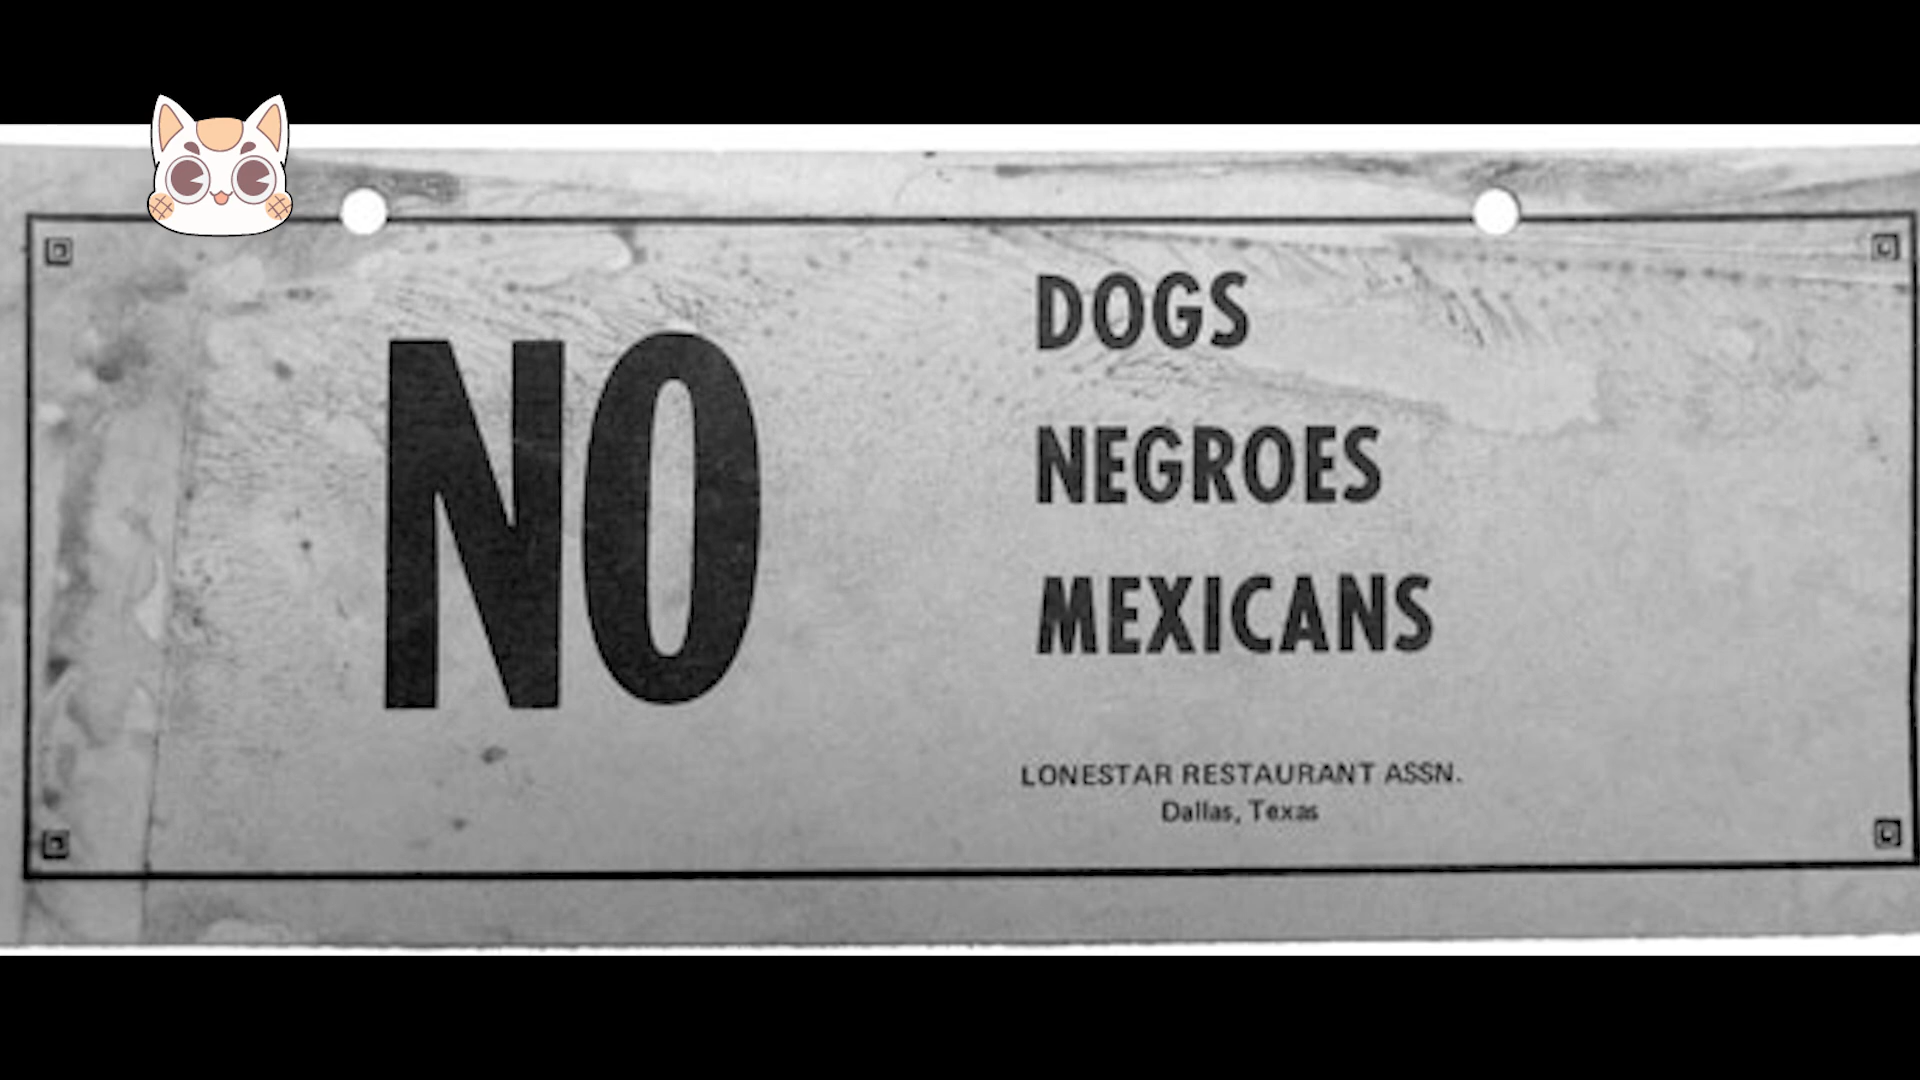 NO
DOGS
NEGROES
MEXICANS
LONESTAR RESTAURANT ASSN.
Dallas, Texas